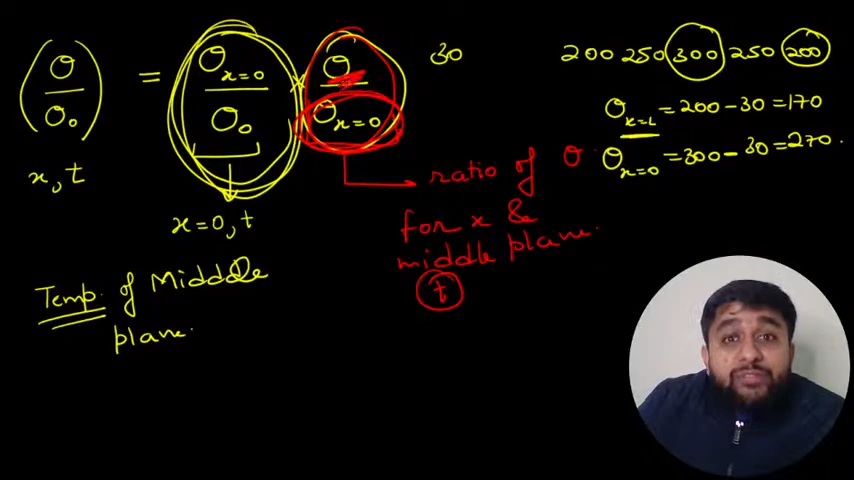 (θ/θ₀) = θx=0/θ₀ × θ/θx=0
x, t
x=0, t
Temp. of Midddle
plane.
ratio of θ.
for x &
middle plane.
t
30
200 250 300 250 200
θx=L = 200 - 30 = 170
θx=0 = 300 - 30 = 270.